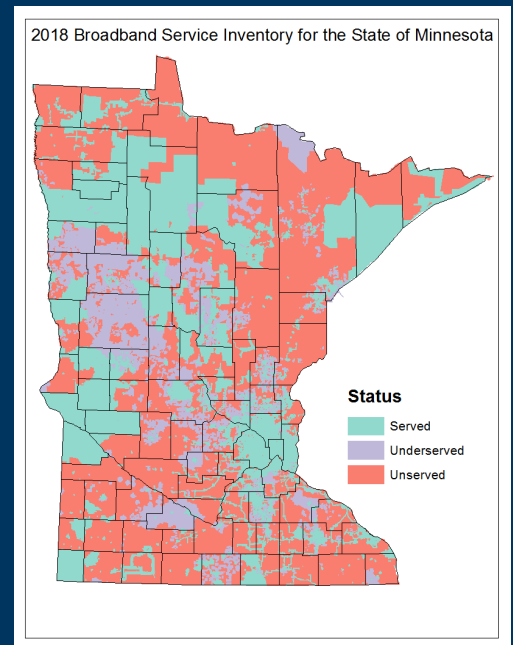 2018 Broadband Service Inventory for the State of Minnesota
Status
Served
Underserved
Unserved